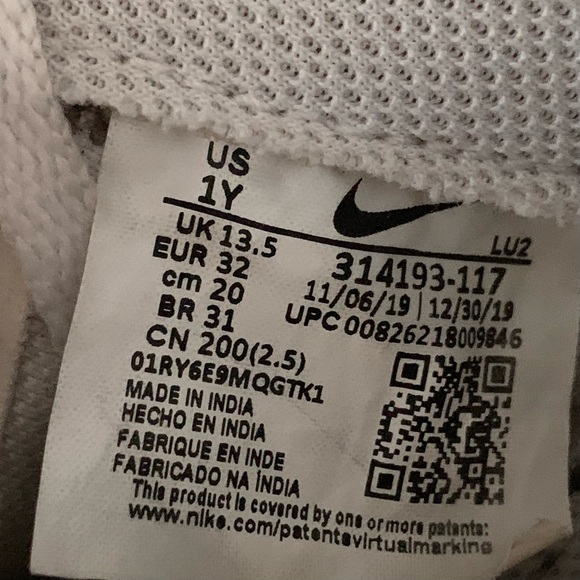 US
1Y
LU2
UK 13.5
EUR 32
cm 20
BR 31
CN 200(2.5)
314193-117
11/06/19 | 12/30/19
UPC 00826218009846
01RY6E9MQGTK1
MADE IN INDIA
HECHO EN INDIA
FABRIQUE EN INDE
FABRICADO NA ÍNDIA
This product is covered by one or more patents:
www.nike.com/patentsvirtualmarking